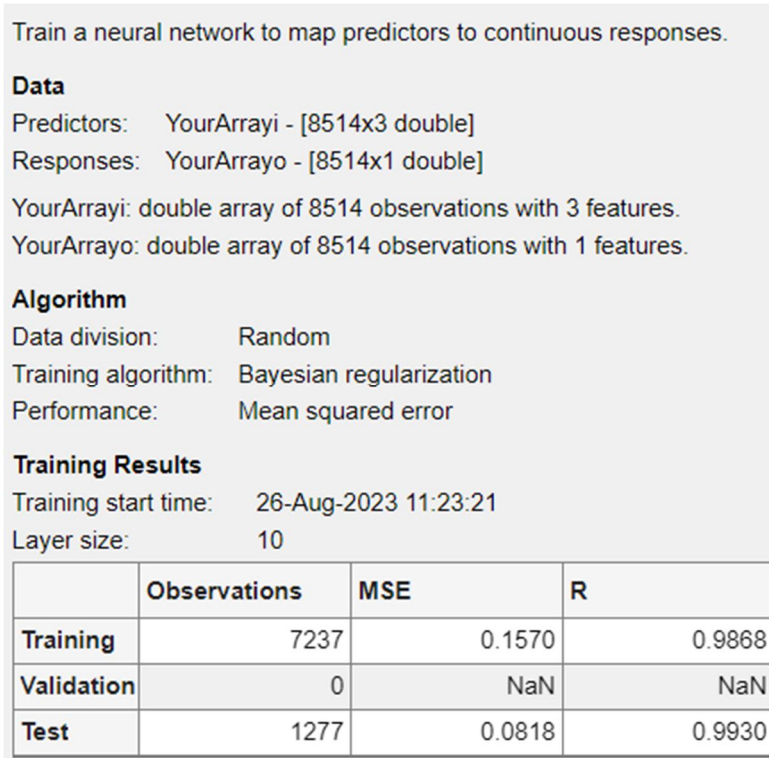 Train a neural network to map predictors to continuous responses.
Data
Predictors: YourArrayi - [8514x3 double]
Responses: YourArrayo - [8514x1 double]
YourArrayi: double array of 8514 observations with 3 features.
YourArrayo: double array of 8514 observations with 1 features.
Algorithm
Data division: Random
Training algorithm: Bayesian regularization
Performance: Mean squared error
Training Results
Training start time: 26-Aug-2023 11:23:21
Layer size: 10
Observations MSE R
Training 7237 0.1570 0.9868
Validation 0 NaN NaN
Test 1277 0.0818 0.9930